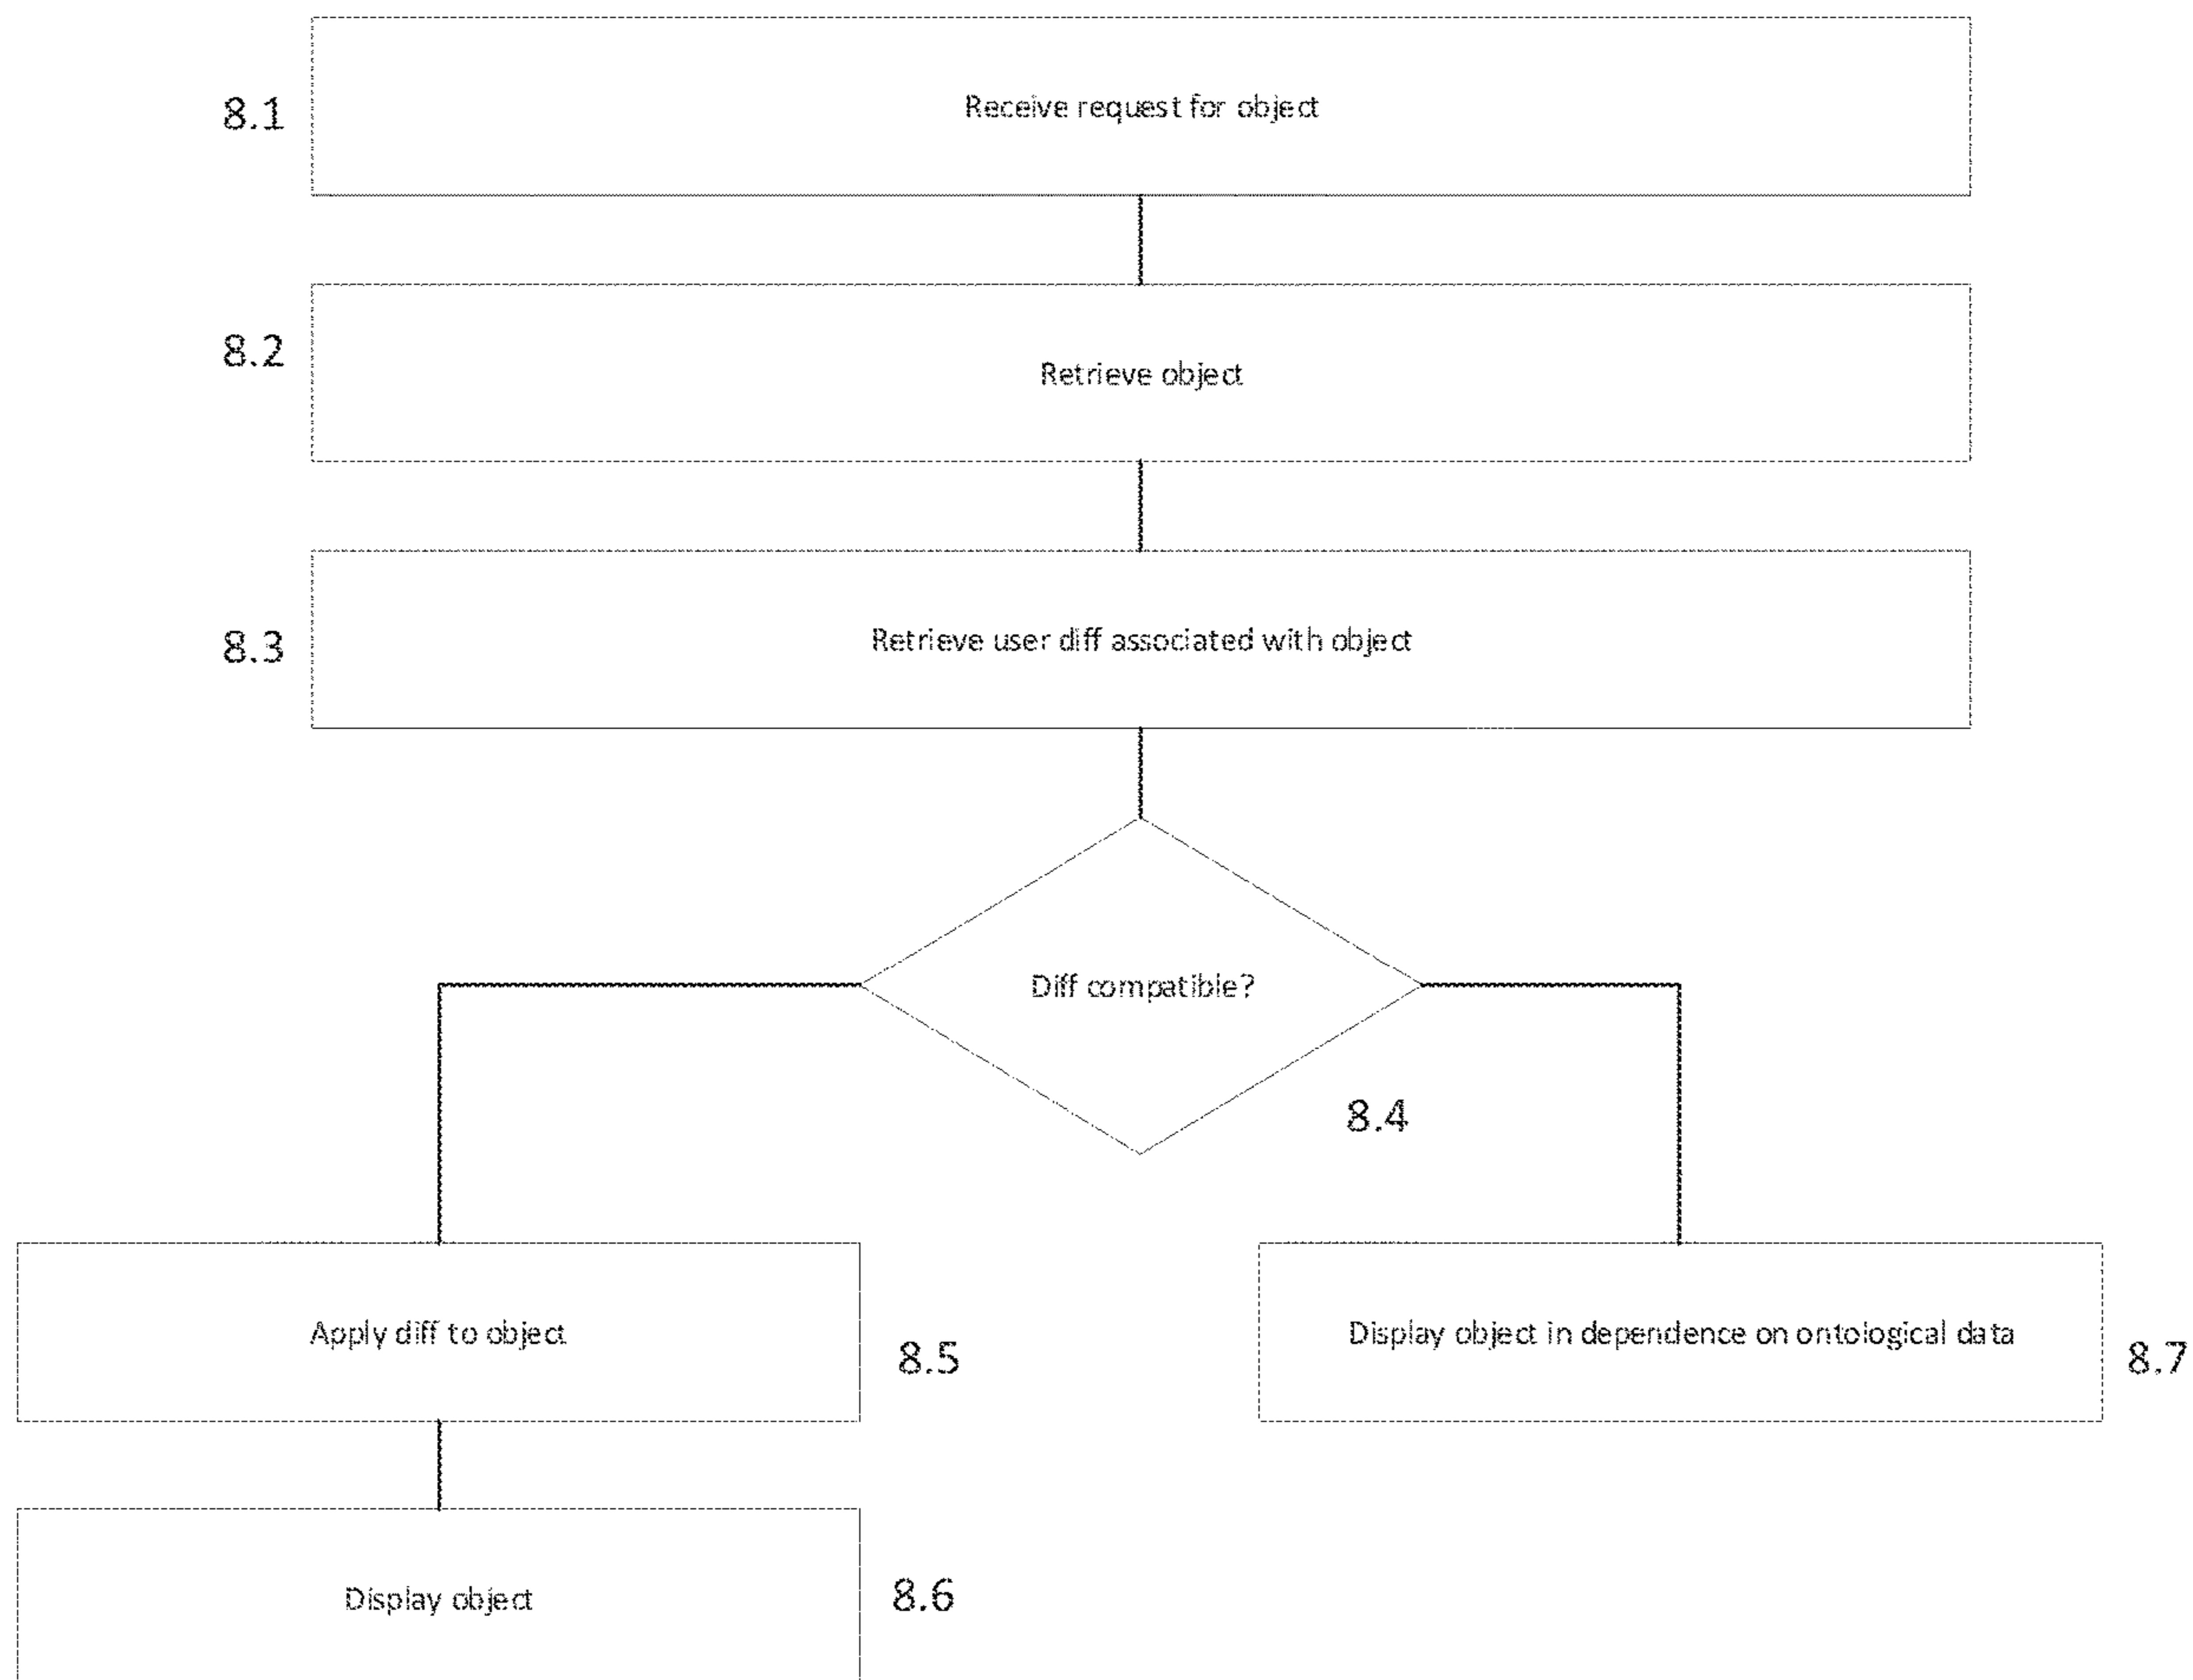 8.1
Receive request for object
8.2
Retrieve object
8.3
Retrieve user diff associated with object
Diff compatible?
8.4
Apply diff to object
8.5
Display object in dependence on ontological data
8.7
Display object
8.6